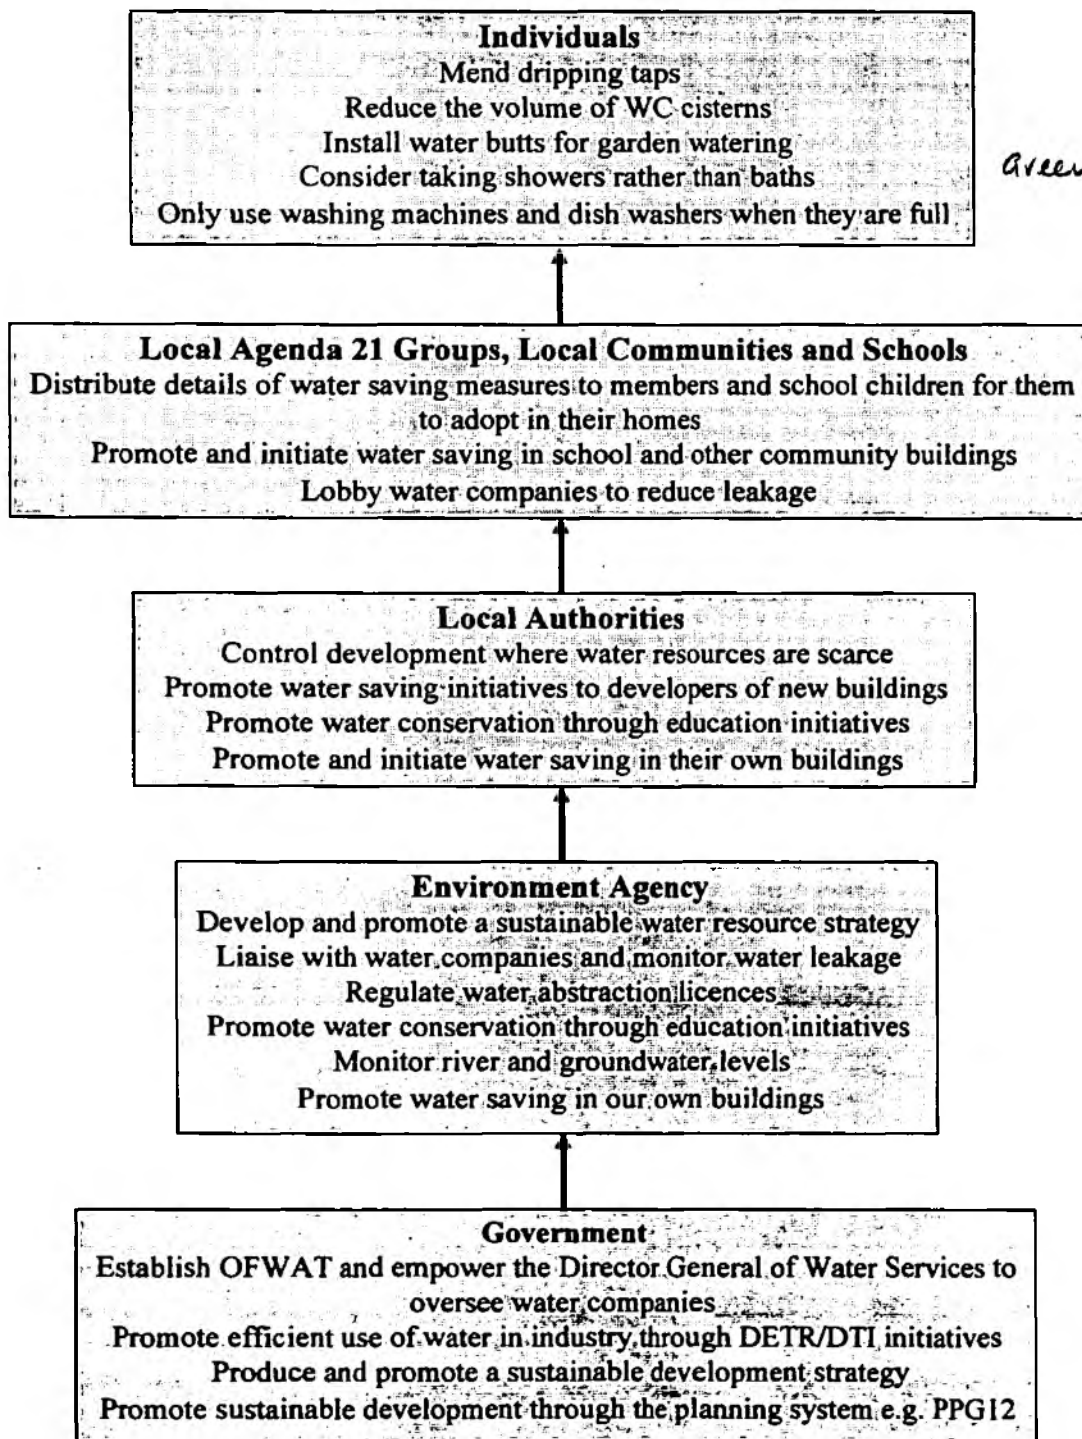 Individuals
Mend dripping taps
Reduce the volume of WC cisterns
Install water butts for garden watering
Consider taking showers rather than baths
Only use washing machines and dish washers when they are full
Local Agenda 21 Groups, Local Communities and Schools
Distribute details of water saving measures to members and school children for them
to adopt in their homes
Promote and initiate water saving in school and other community buildings
Lobby water companies to reduce leakage
Local Authorities
Control development where water resources are scarce
Promote water saving initiatives to developers of new buildings
Promote water conservation through education initiatives
Promote and initiate water saving in their own buildings
Environment Agency
Develop and promote a sustainable water resource strategy
Liaise with water companies and monitor water leakage
Regulate water abstraction licences
Promote water conservation through education initiatives
Monitor river and groundwater levels
Promote water saving in our own buildings
Government
Establish OFWAT and empower the Director General of Water Services to
oversee water companies
Promote efficient use of water in industry through DETR/DTI initiatives
Produce and promote a sustainable development strategy
Promote sustainable development through the planning system e.g. PPG12